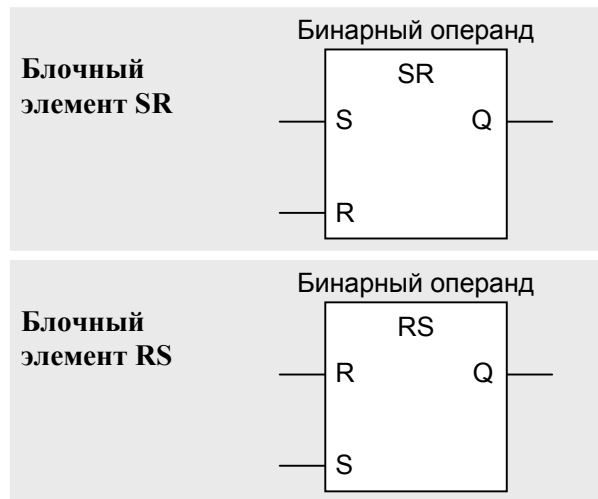 Бинарный операнд
Блочный
элемент SR
SR
S Q
R
Бинарный операнд
Блочный
элемент RS
RS
R Q
S